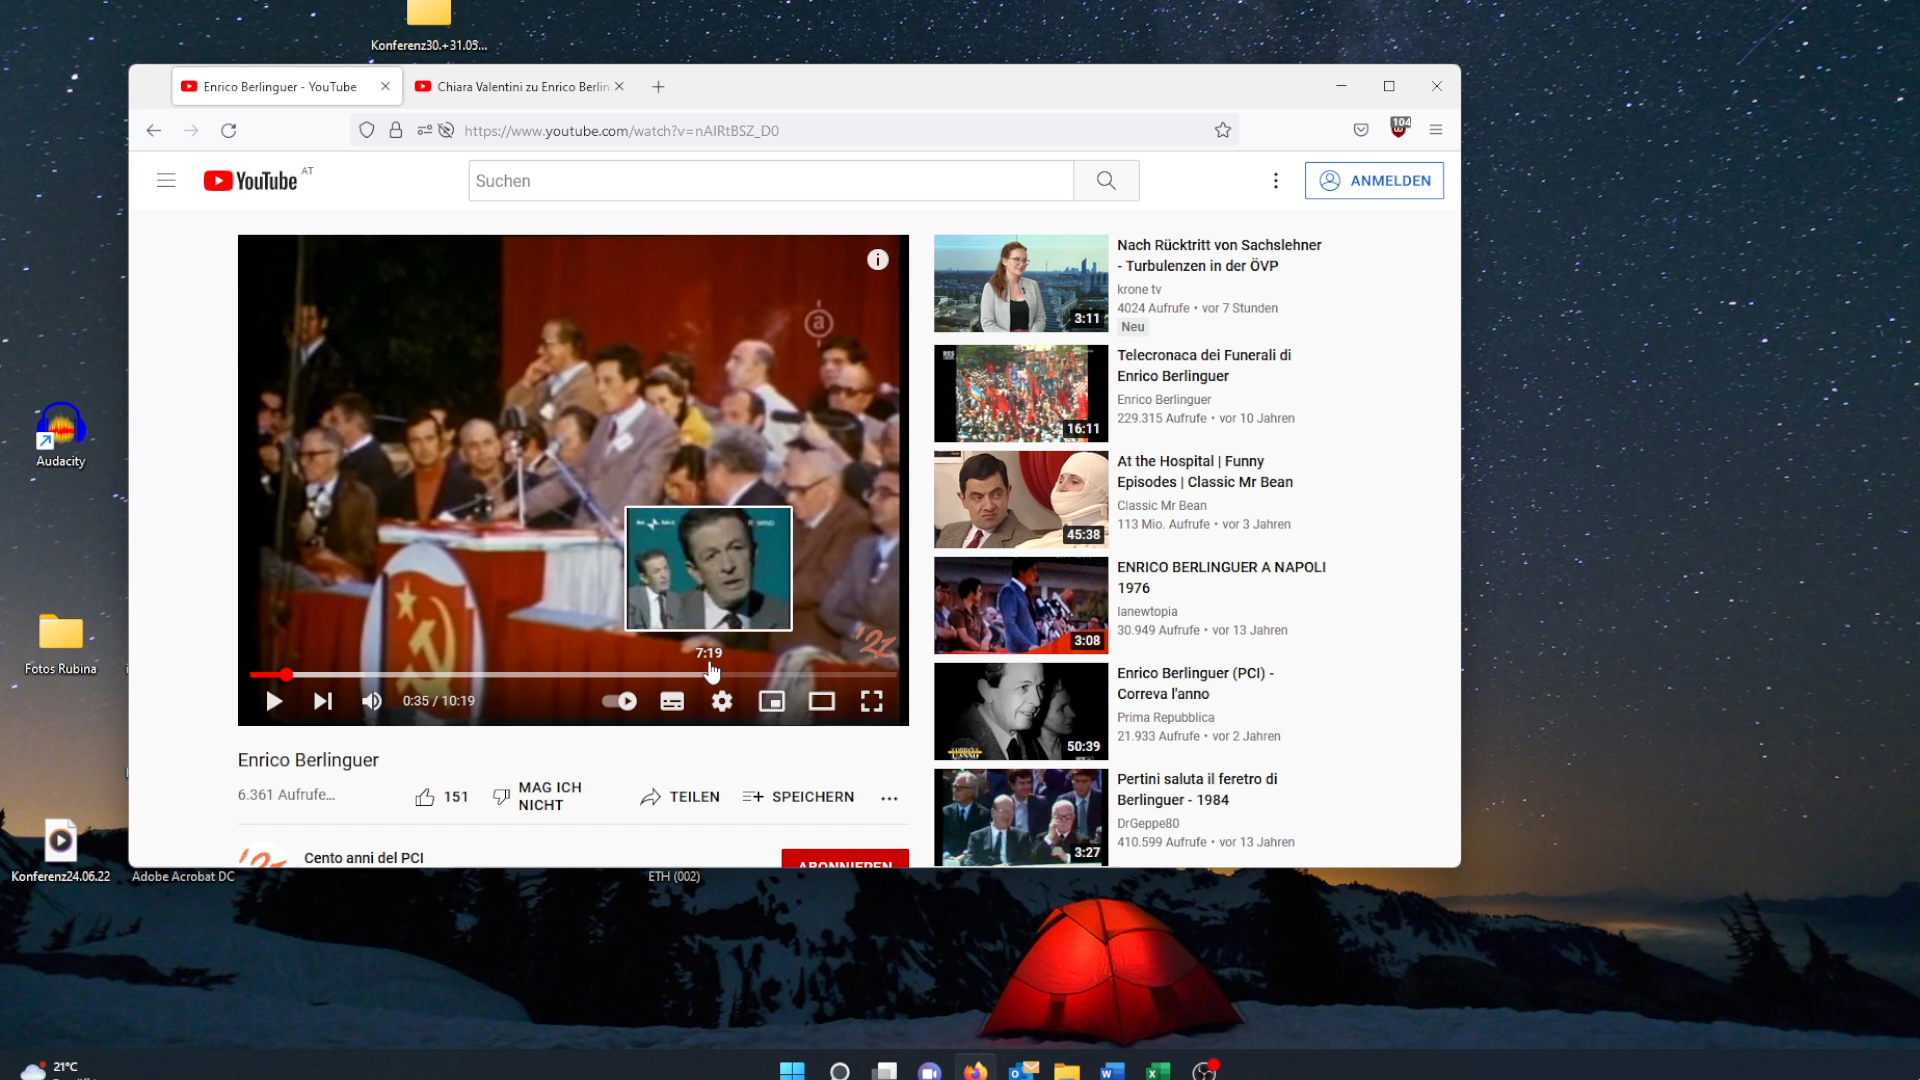 Konferenz30.+31.05...
Enrico Berlinguer - YouTube
Chiara Valentini zu Enrico Berlin
https://www.youtube.com/watch?v=nAlRtBSZ_D0
104
YouTube AT
Suchen
ANMELDEN
Nach Rücktritt von Sachslehner
- Turbulenzen in der ÖVP
krone tv
4024 Aufrufe • vor 7 Stunden
Neu
3:11
Telecronaca dei Funerali di
Enrico Berlinguer
Enrico Berlinguer
229.315 Aufrufe • vor 10 Jahren
16:11
At the Hospital | Funny
Episodes | Classic Mr Bean
Classic Mr Bean
113 Mio. Aufrufe • vor 3 Jahren
45:38
ENRICO BERLINGUER A NAPOLI
1976
lanewtopia
30.949 Aufrufe • vor 13 Jahren
3:08
Enrico Berlinguer (PCI) -
Correva l'anno
Prima Repubblica
21.933 Aufrufe • vor 2 Jahren
50:39
Pertini saluta il feretro di
Berlinguer - 1984
DrGeppe80
410.599 Aufrufe • vor 13 Jahren
3:27
'21
7:19
0:35 / 10:19
Enrico Berlinguer
6.361 Aufrufe...
151
MAG ICH
NICHT
TEILEN
SPEICHERN
Cento anni del PCI
ABONNIEREN
Audacity
Fotos Rubina
Konferenz24.06.22
Adobe Acrobat DC
ETH (002)
21°C